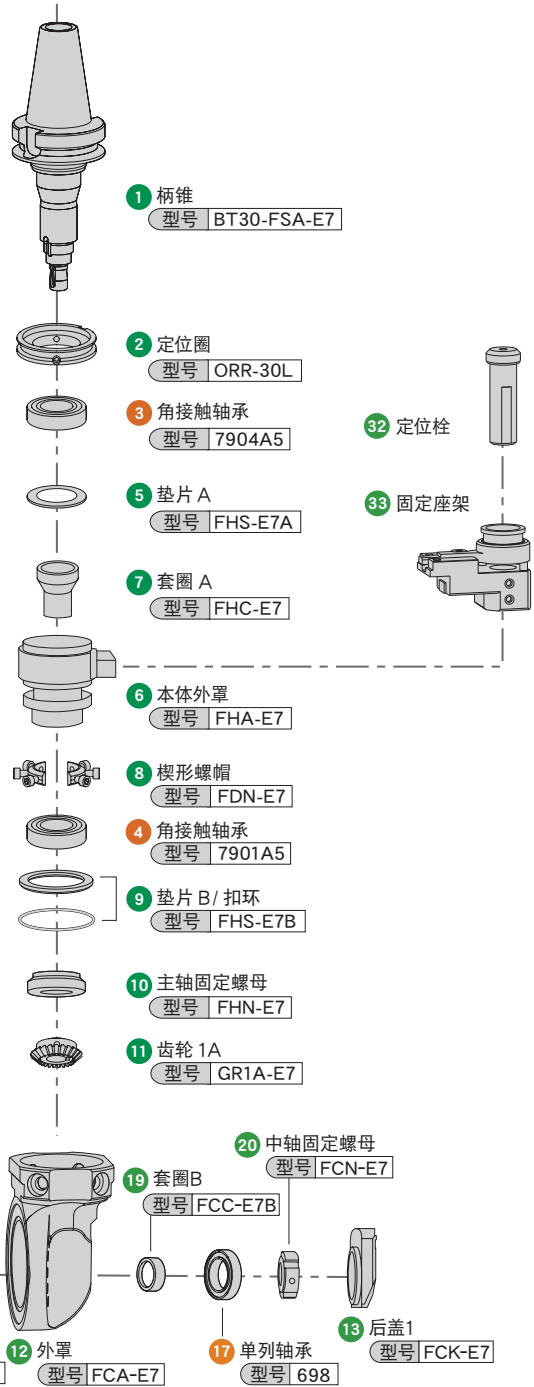 1 柄锥
型号 BT30-FSA-E7
2 定位圈
型号 ORR-30L
3 角接触轴承
型号 7904A5
32 定位栓
5 垫片 A
型号 FHS-E7A
33 固定座架
7 套圈 A
型号 FHC-E7
6 本体外罩
型号 FHA-E7
8 楔形螺帽
型号 FDN-E7
4 角接触轴承
型号 7901A5
9 垫片 B/ 扣环
型号 FHS-E7B
10 主轴固定螺母
型号 FHN-E7
11 齿轮 1A
型号 GR1A-E7
20 中轴固定螺母
型号 FCN-E7
19 套圈B
型号 FCC-E7B
13 后盖1
型号 FCK-E7
12 外罩
型号 FCA-E7
17 单列轴承
型号 698